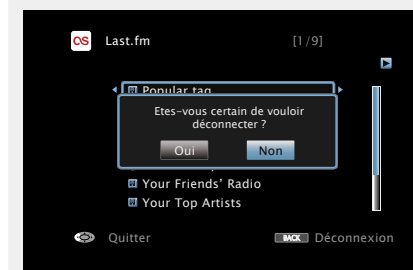 Last.fm
[1/9]
Popular tag
Etes-vous certain de vouloir
déconnecter ?
Oui
Non
Your Friends' Radio
Your Top Artists
Quitter
BACK Déconnexion